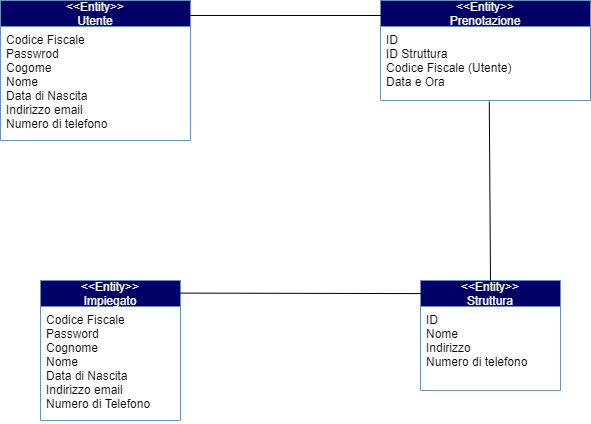 <<Entity>>
Utente
Codice Fiscale
Passwrod
Cogome
Nome
Data di Nascita
Indirizzo email
Numero di telefono
<<Entity>>
Prenotazione
ID
ID Struttura
Codice Fiscale (Utente)
Data e Ora
<<Entity>>
Impiegato
Codice Fiscale
Password
Cognome
Nome
Data di Nascita
Indirizzo email
Numero di Telefono
<<Entity>>
Struttura
ID
Nome
Indirizzo
Numero di telefono